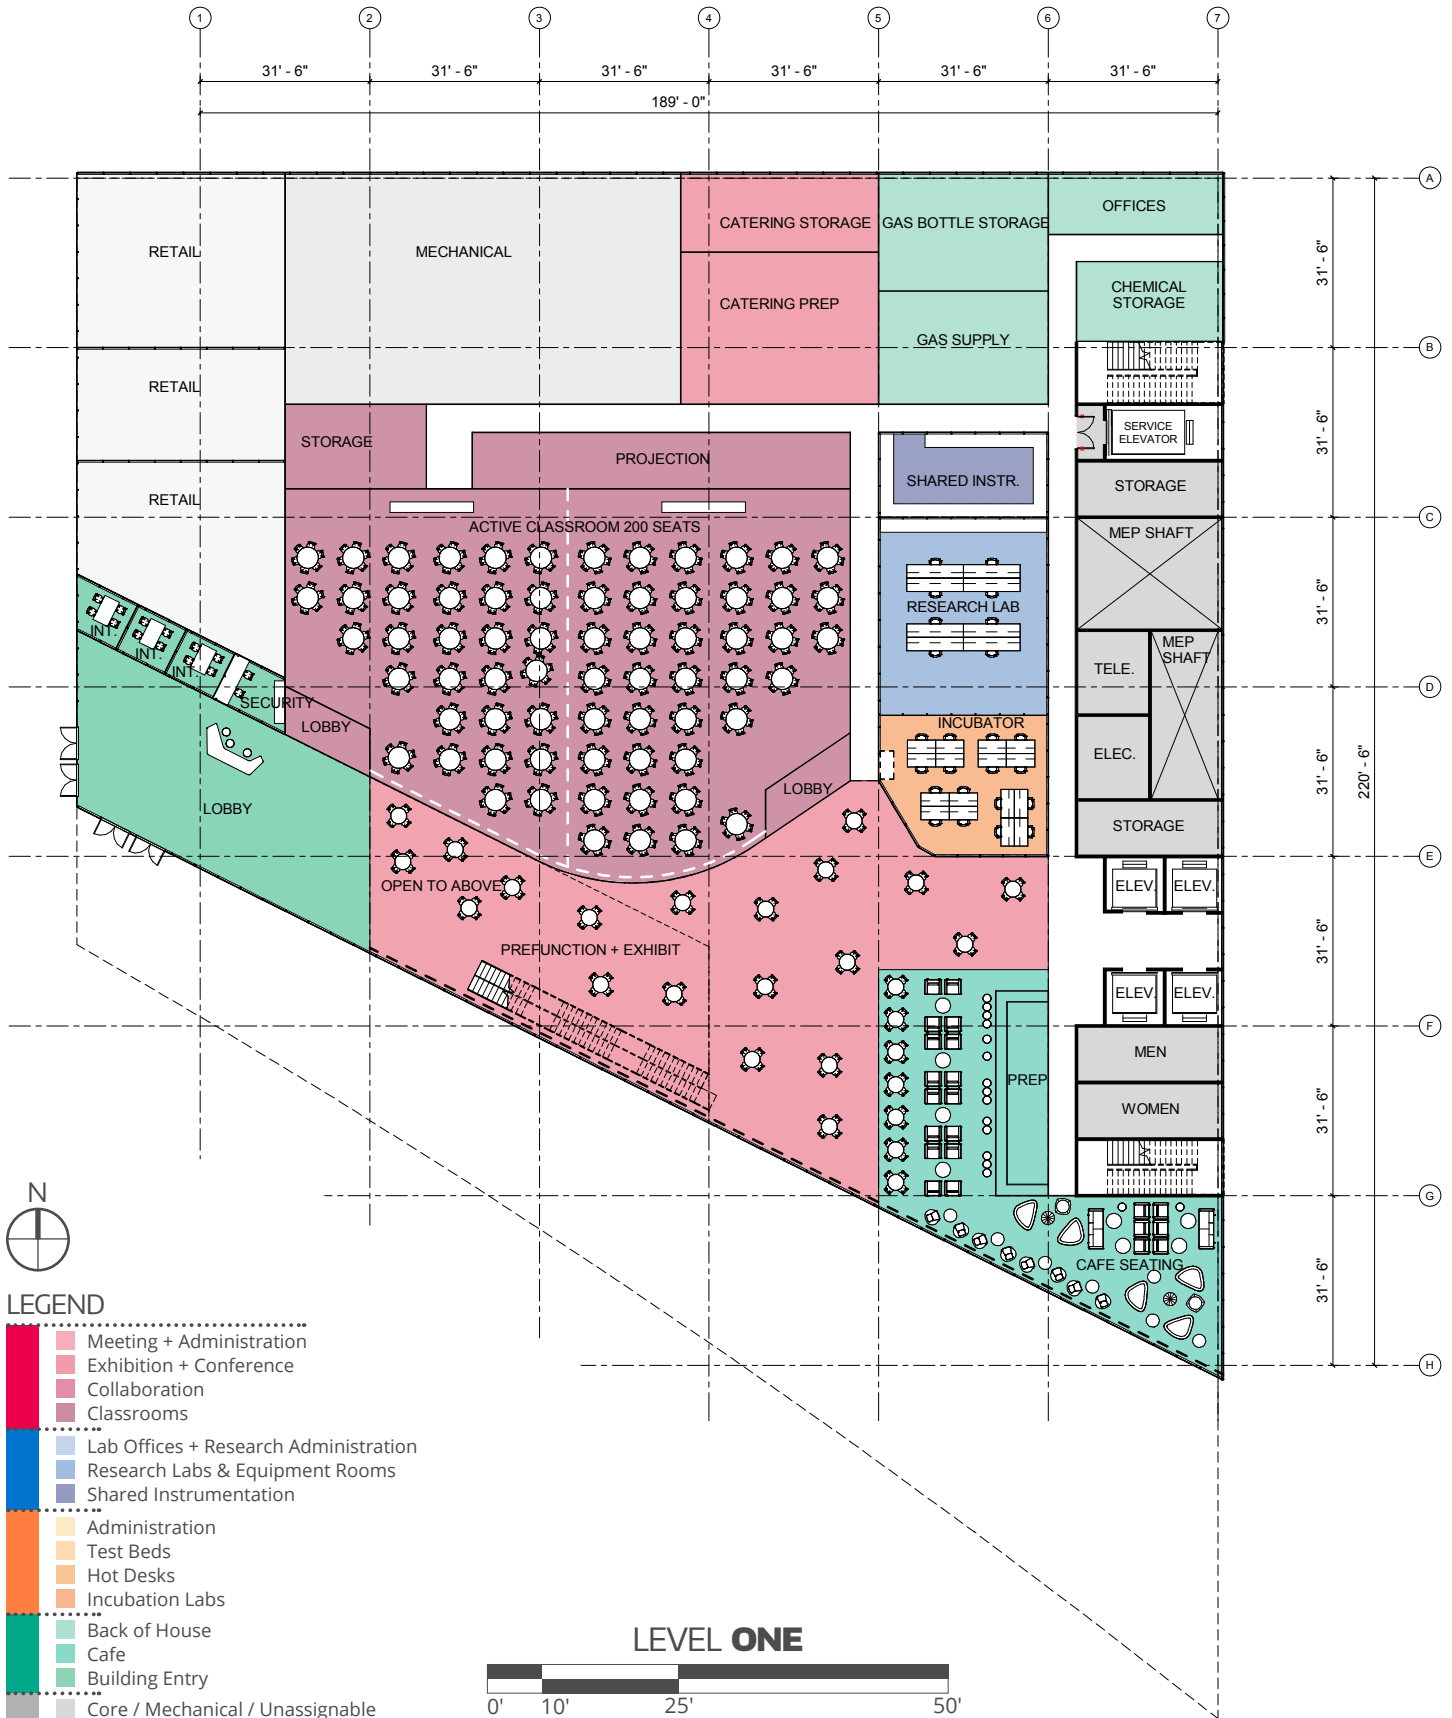 1 2 3 4 5 6 7
31' - 6" 31' - 6" 31' - 6" 31' - 6" 31' - 6" 31' - 6"
189' - 0"
A
OFFICES
CATERING STORAGE GAS BOTTLE STORAGE
RETAIL MECHANICAL
31' - 6"
CHEMICAL
STORAGE
CATERING PREP
GAS SUPPLY
B
RETAIL
SERVICE
ELEVATOR
31' - 6"
STORAGE
PROJECTION
SHARED INSTR.
STORAGE
RETAIL
C
ACTIVE CLASSROOM 200 SEATS
MEP SHAFT
RESEARCH LAB
31' - 6"
INT.
INT.
INT.
MEP
SHAFT
TELE.
D
SECURITY
LOBBY
INCUBATOR
ELEC.
31' - 6"
220' - 6"
LOBBY
LOBBY
STORAGE
E
OPEN TO ABOVE
ELEV. ELEV.
PREFUNCTION + EXHIBIT
31' - 6"
ELEV. ELEV.
F
MEN
PREP
WOMEN
31' - 6"
G
N
CAFE SEATING
31' - 6"
H
LEGEND
Meeting + Administration
Exhibition + Conference
Collaboration
Classrooms
Lab Offices + Research Administration
Research Labs & Equipment Rooms
Shared Instrumentation
Administration
Test Beds
Hot Desks
Incubation Labs
Back of House
Cafe
Building Entry
Core / Mechanical / Unassignable
LEVEL ONE
0' 10' 25' 50'